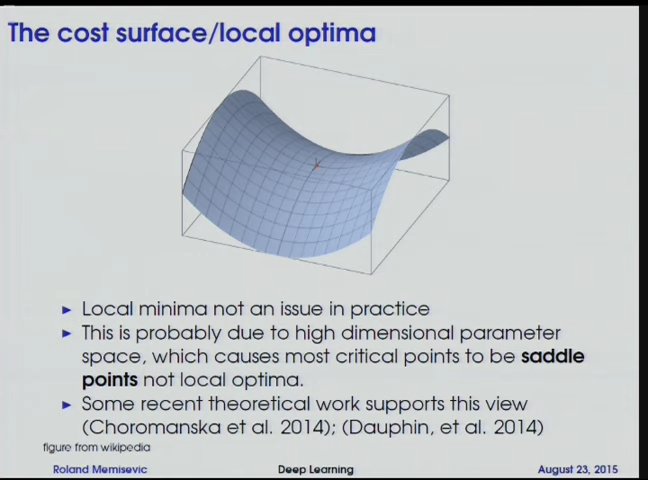 The cost surface/local optima
► Local minima not an issue in practice
► This is probably due to high dimensional parameter
space, which causes most critical points to be saddle
points not local optima.
► Some recent theoretical work supports this view
(Choromanska et al. 2014); (Dauphin, et al. 2014)
figure from wikipedia
Roland Memisevic Deep Learning August 23, 2015